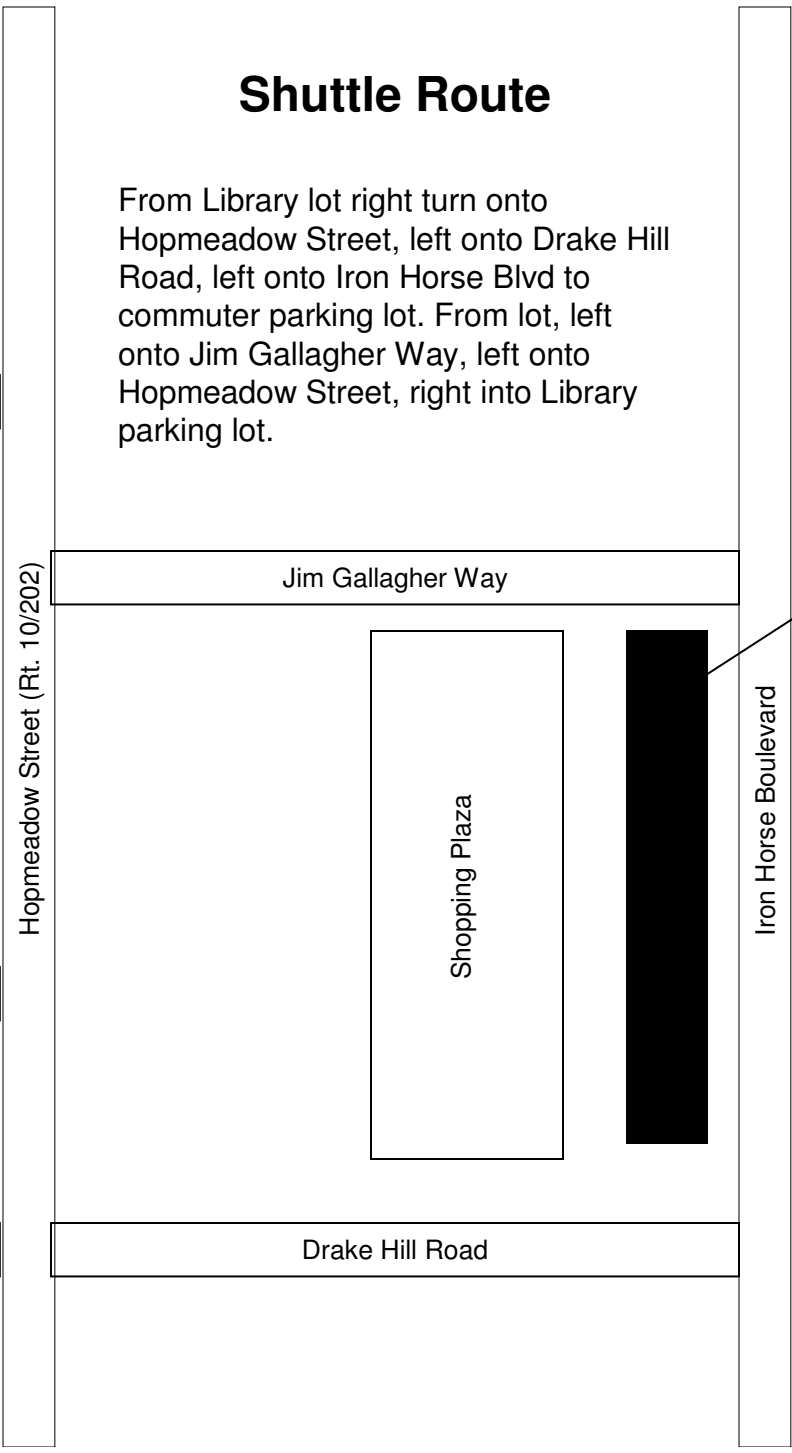 Shuttle Route
From Library lot right turn onto
Hopmeadow Street, left onto Drake Hill
Road, left onto Iron Horse Blvd to
commuter parking lot. From lot, left
onto Jim Gallagher Way, left onto
Hopmeadow Street, right into Library
parking lot.
Jim Gallagher Way
Hopmeadow Street (Rt. 10/202)
Shopping Plaza
Iron Horse Boulevard
Drake Hill Road